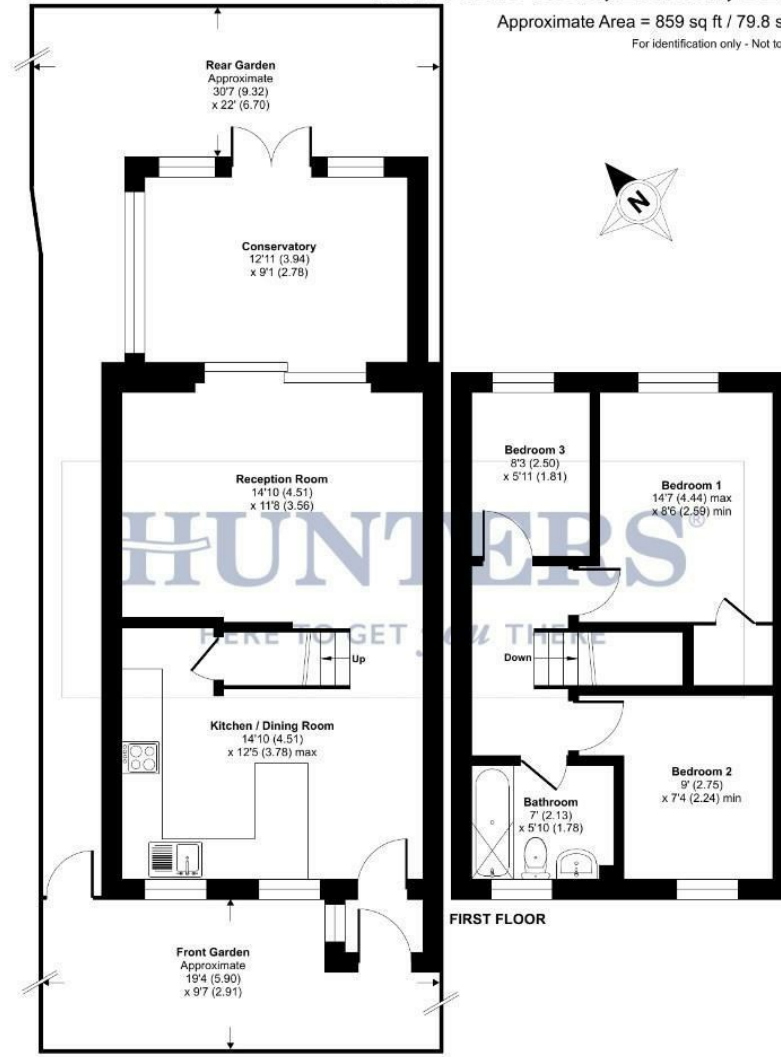 Approximate Area = 859 sq ft / 79.8 s
For identification only - Not to
Rear Garden
Approximate
30'7 (9.32)
x 22' (6.70)
N
Conservatory
12'11 (3.94)
x 9'1 (2.78)
Reception Room
14'10 (4.51)
x 11'8 (3.56)
Bedroom 3
8'3 (2.50)
x 5'11 (1.81)
Bedroom 1
14'7 (4.44) max
x 8'6 (2.59) min
HUNTERS®
HERE TO GET you THERE
Up
Down
Kitchen / Dining Room
14'10 (4.51)
x 12'5 (3.78) max
Bedroom 2
9' (2.75)
x 7'4 (2.24) min
Bathroom
7' (2.13)
x 5'10 (1.78)
FIRST FLOOR
Front Garden
Approximate
19'4 (5.90)
x 9'7 (2.91)